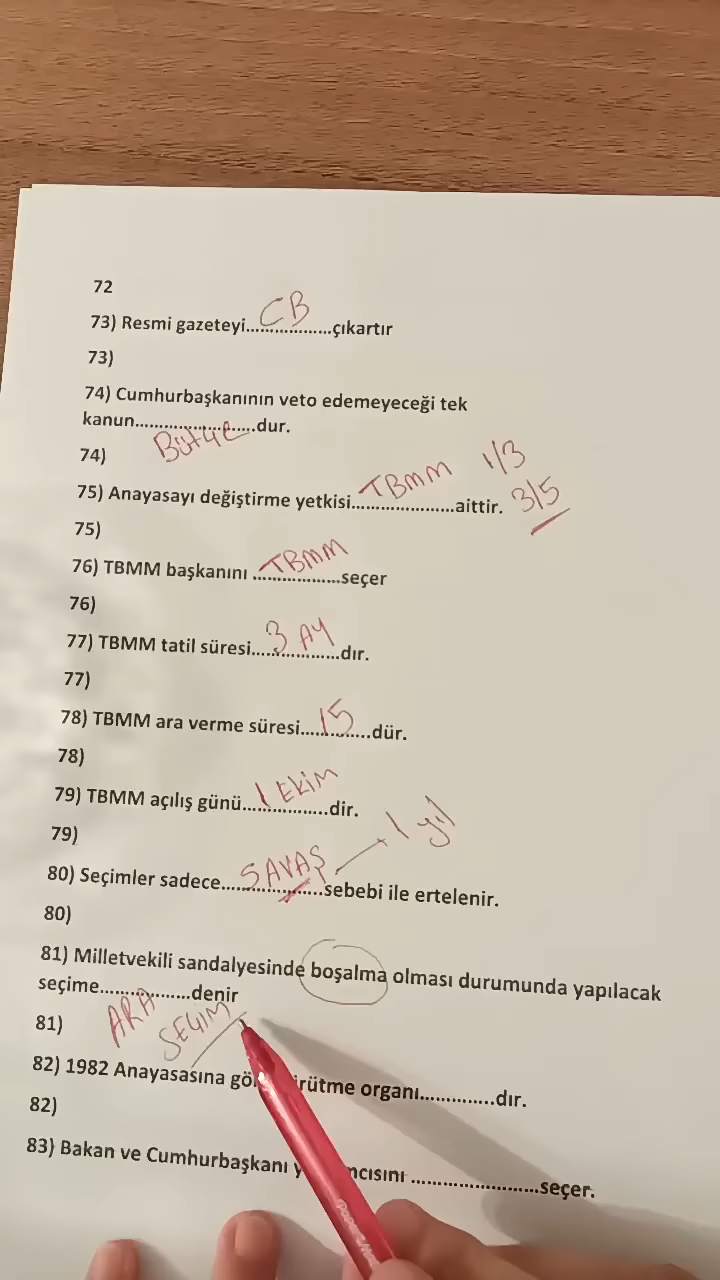 72
73) Resmi gazeteyi..................çıkartır
CB
73)
74) Cumhurbaşkanının veto edemeyeceği tek
kanun.........................dur.
Bütçe
74)
75) Anayasayı değiştirme yetkisi.....................aittir.
TBMM 1/3
3/5
75)
76) TBMM başkanını ..................seçer
TBMM
76)
77) TBMM tatil süresi..................dır.
3 AY
77)
78) TBMM ara verme süresi..............dür.
15
78)
79) TBMM açılış günü..................dir.
1 EKİM
79)
80) Seçimler sadece.....................sebebi ile ertelenir.
SAVAŞ 1 yıl
80)
81) Milletvekili sandalyesinde boşalma olması durumunda yapılacak
seçime..................denir
ARA SEÇİM
81)
82) 1982 Anayasasına organı..............dır.
82)
83) Bakan ve Cumhurbaşkanı ..........................seçer.